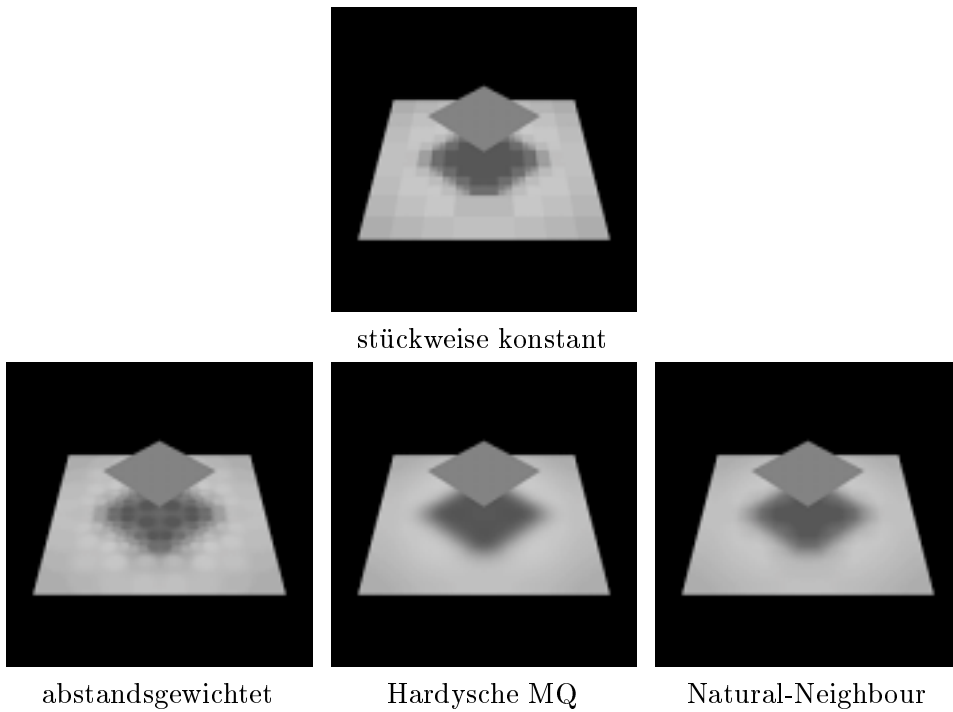 stückweise konstant
abstandsgewichtet
Hardysche MQ
Natural-Neighbour